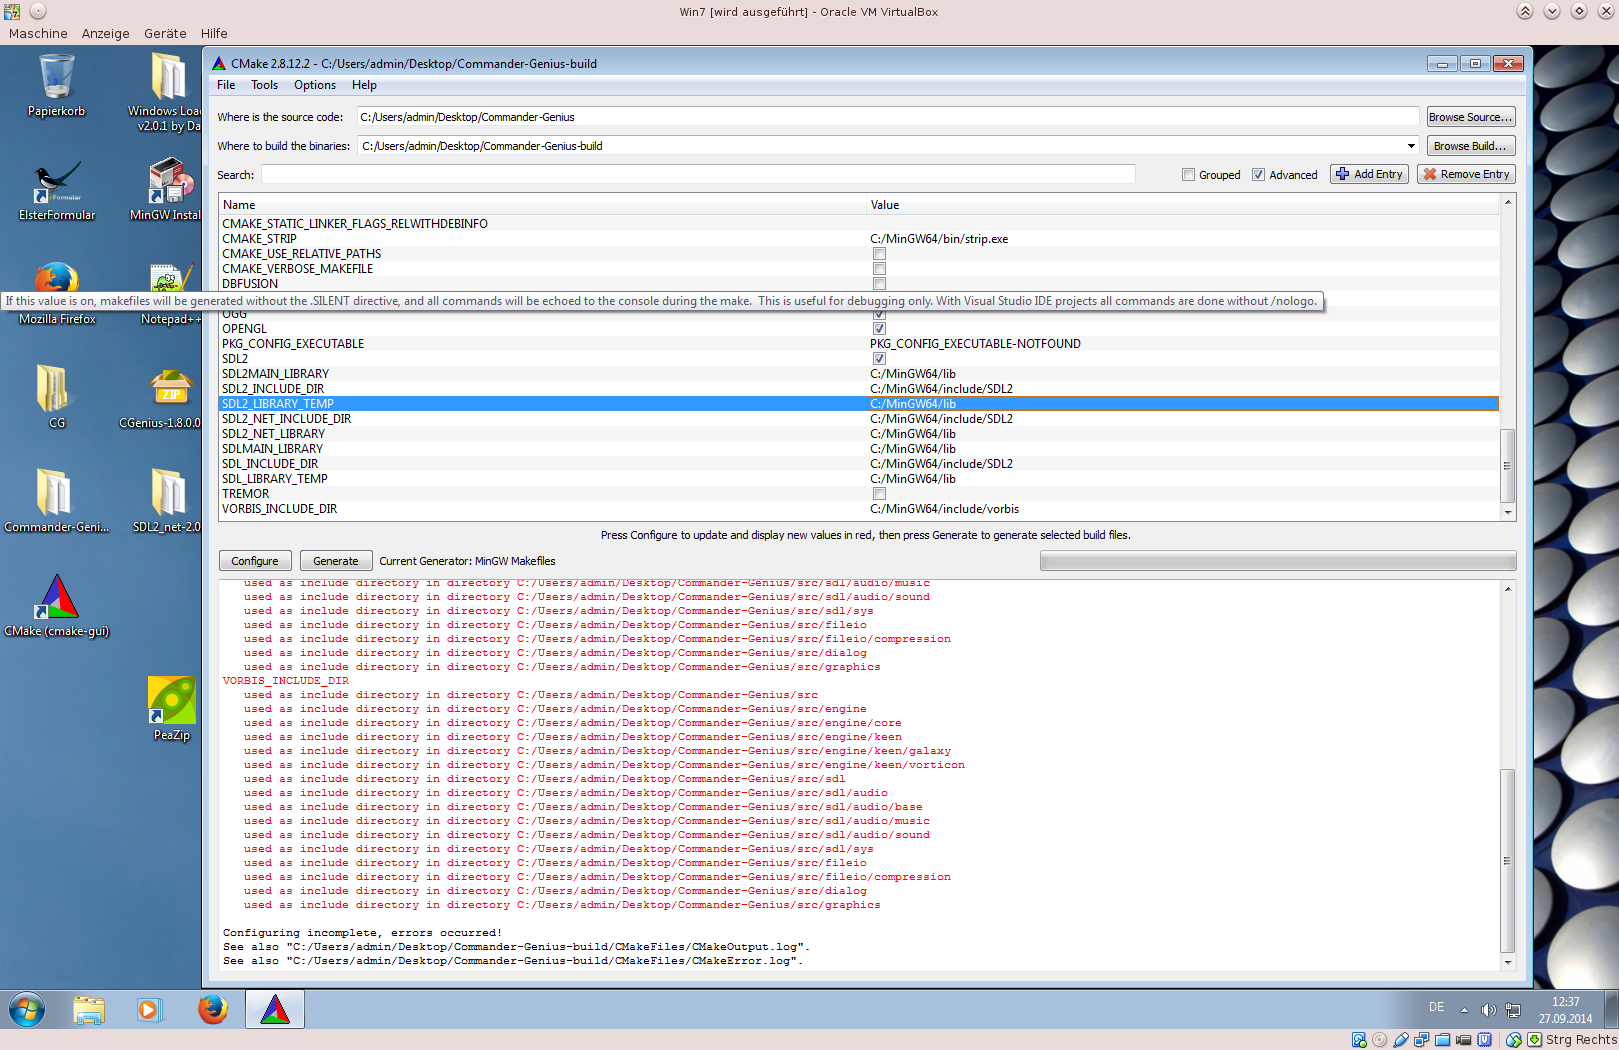 Win7 [wird ausgeführt] - Oracle VM VirtualBox
Maschine Anzeige Geräte Hilfe
Papierkorb
Windows Loa
v2.0.1 by Da
ElsterFormular
MinGW Instal
Mozilla Firefox
Notepad++
CG
CGenius-1.8.0.0
Commander-Geni...
SDL2_net-2.0
CMake (cmake-gui)
PeaZip
CMake 2.8.12.2 - C:/Users/admin/Desktop/Commander-Genius-build
File Tools Options Help
Where is the source code: C:/Users/admin/Desktop/Commander-Genius Browse Source...
Where to build the binaries: C:/Users/admin/Desktop/Commander-Genius-build Browse Build...
Search: Grouped Advanced Add Entry Remove Entry
Name Value
CMAKE_STATIC_LINKER_FLAGS_RELWITHDEBINFO
CMAKE_STRIP C:/MinGW64/bin/strip.exe
CMAKE_USE_RELATIVE_PATHS
CMAKE_VERBOSE_MAKEFILE
DBFUSION
If this value is on, makefiles will be generated without the .SILENT directive, and all commands will be echoed to the console during the make.  This is useful for debugging only. With Visual Studio IDE projects all commands are done without /nologo.
OGG
OPENGL
PKG_CONFIG_EXECUTABLE PKG_CONFIG_EXECUTABLE-NOTFOUND
SDL2
SDL2MAIN_LIBRARY C:/MinGW64/lib
SDL2_INCLUDE_DIR C:/MinGW64/include/SDL2
SDL2_LIBRARY_TEMP C:/MinGW64/lib
SDL2_NET_INCLUDE_DIR C:/MinGW64/include/SDL2
SDL2_NET_LIBRARY C:/MinGW64/lib
SDLMAIN_LIBRARY C:/MinGW64/lib
SDL_INCLUDE_DIR C:/MinGW64/include/SDL2
SDL_LIBRARY_TEMP C:/MinGW64/lib
TREMOR
VORBIS_INCLUDE_DIR C:/MinGW64/include/vorbis
Press Configure to update and display new values in red, then press Generate to generate selected build files.
Configure Generate Current Generator: MinGW Makefiles
used as include directory in directory C:/Users/admin/Desktop/Commander-Genius/src/sdl/audio/music
used as include directory in directory C:/Users/admin/Desktop/Commander-Genius/src/sdl/audio/sound
used as include directory in directory C:/Users/admin/Desktop/Commander-Genius/src/sdl/sys
used as include directory in directory C:/Users/admin/Desktop/Commander-Genius/src/fileio
used as include directory in directory C:/Users/admin/Desktop/Commander-Genius/src/fileio/compression
used as include directory in directory C:/Users/admin/Desktop/Commander-Genius/src/dialog
used as include directory in directory C:/Users/admin/Desktop/Commander-Genius/src/graphics
VORBIS_INCLUDE_DIR
used as include directory in directory C:/Users/admin/Desktop/Commander-Genius/src
used as include directory in directory C:/Users/admin/Desktop/Commander-Genius/src/engine
used as include directory in directory C:/Users/admin/Desktop/Commander-Genius/src/engine/core
used as include directory in directory C:/Users/admin/Desktop/Commander-Genius/src/engine/keen
used as include directory in directory C:/Users/admin/Desktop/Commander-Genius/src/engine/keen/galaxy
used as include directory in directory C:/Users/admin/Desktop/Commander-Genius/src/engine/keen/vorticon
used as include directory in directory C:/Users/admin/Desktop/Commander-Genius/src/sdl
used as include directory in directory C:/Users/admin/Desktop/Commander-Genius/src/sdl/audio
used as include directory in directory C:/Users/admin/Desktop/Commander-Genius/src/sdl/audio/base
used as include directory in directory C:/Users/admin/Desktop/Commander-Genius/src/sdl/audio/music
used as include directory in directory C:/Users/admin/Desktop/Commander-Genius/src/sdl/audio/sound
used as include directory in directory C:/Users/admin/Desktop/Commander-Genius/src/sdl/sys
used as include directory in directory C:/Users/admin/Desktop/Commander-Genius/src/fileio
used as include directory in directory C:/Users/admin/Desktop/Commander-Genius/src/fileio/compression
used as include directory in directory C:/Users/admin/Desktop/Commander-Genius/src/dialog
used as include directory in directory C:/Users/admin/Desktop/Commander-Genius/src/graphics
Configuring incomplete, errors occurred!
See also "C:/Users/admin/Desktop/Commander-Genius-build/CMakeFiles/CMakeOutput.log".
See also "C:/Users/admin/Desktop/Commander-Genius-build/CMakeFiles/CMakeError.log".
DE
12:37
27.09.2014
Strg Rechts